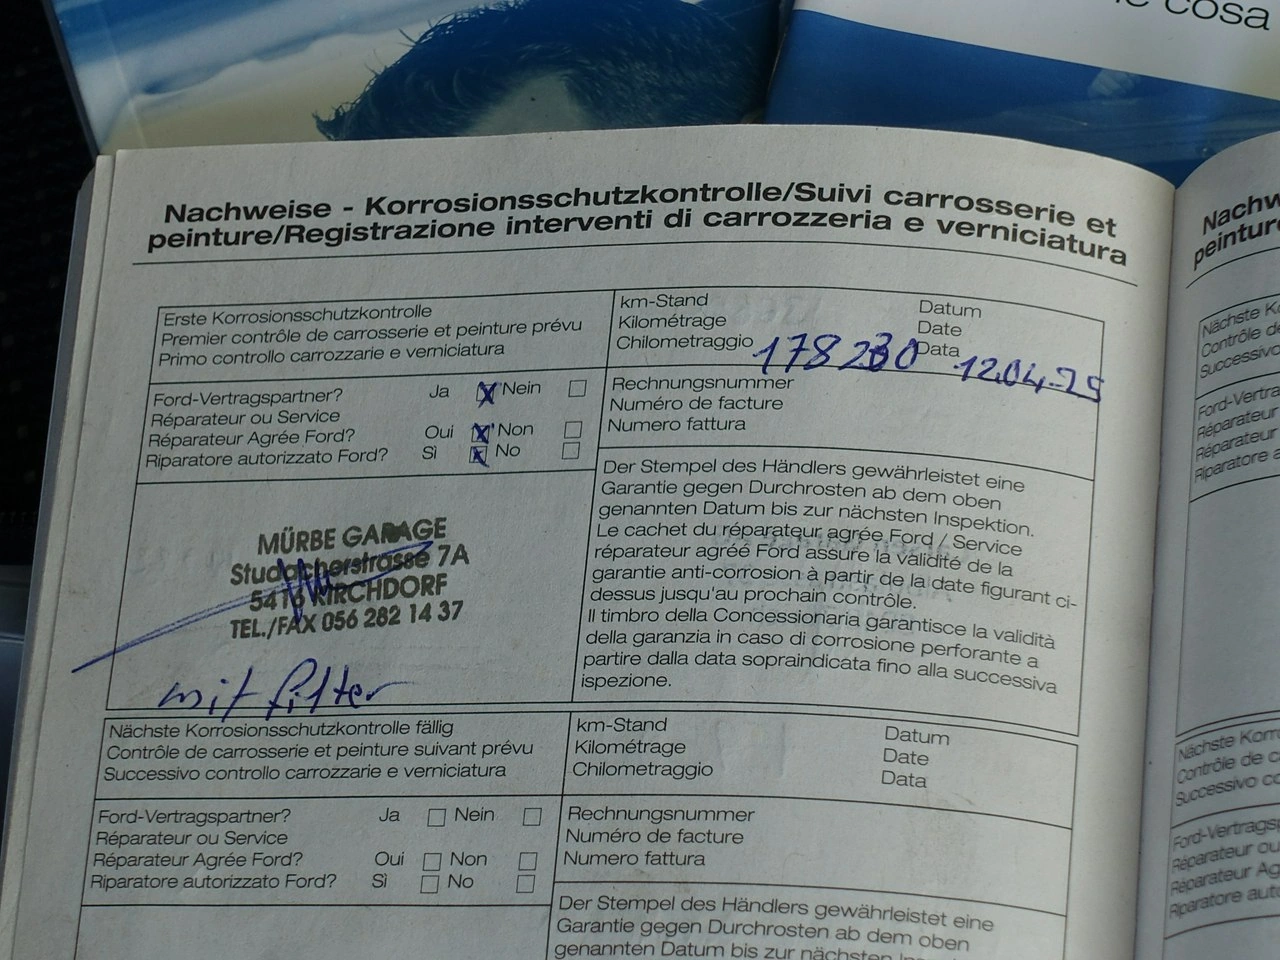 cosa
Nachweise - Korrosionsschutzkontrolle/Suivi carrosserie et
peinture/Registrazione interventi di carrozzeria e verniciatura
Erste Korrosionsschutzkontrolle
Premier contrôle de carrosserie et peinture prévu
Primo controllo carrozzarie e verniciatura
km-Stand Datum
Kilométrage Date
Chilometraggio 178230 Data 12.04.25
Ford-Vertragspartner? Ja X Nein
Réparateur ou Service
Réparateur Agrée Ford? Oui X Non
Riparatore autorizzato Ford? Sì X No
Rechnungsnummer
Numéro de facture
Numero fattura
MÜRBE GARAGE
Studacherstrasse 7A
5416 KIRCHDORF
TEL./FAX 056 282 14 37
mit filter
Der Stempel des Händlers gewährleistet eine
Garantie gegen Durchrosten ab dem oben
genannten Datum bis zur nächsten Inspektion.
Le cachet du réparateur agrée Ford / Service
réparateur agréé Ford assure la validité de la
garantie anti-corrosion à partir de la date figurant ci-
dessus jusqu'au prochain contrôle.
Il timbro della Concessionaria garantisce la validità
della garanzia in caso di corrosione perforante a
partire dalla data sopraindicata fino alla successiva
ispezione.
Nächste Korrosionsschutzkontrolle fällig
Contrôle de carrosserie et peinture suivant prévu
Successivo controllo carrozzarie e verniciatura
km-Stand Datum
Kilométrage Date
Chilometraggio Data
Ford-Vertragspartner? Ja Nein
Réparateur ou Service
Réparateur Agrée Ford? Oui Non
Riparatore autorizzato Ford? Sì No
Rechnungsnummer
Numéro de facture
Numero fattura
Der Stempel des Händlers gewährleistet eine
Garantie gegen Durchrosten ab dem oben
genannten Datum bis zur nächsten